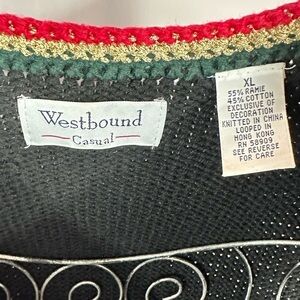 Westbound
Casual
XL
55% RAMIE
45% COTTON
EXCLUSIVE OF
DECORATION
KNITTED IN CHINA
LOOPED IN
HONG KONG
RN 58909
SEE REVERSE
FOR CARE